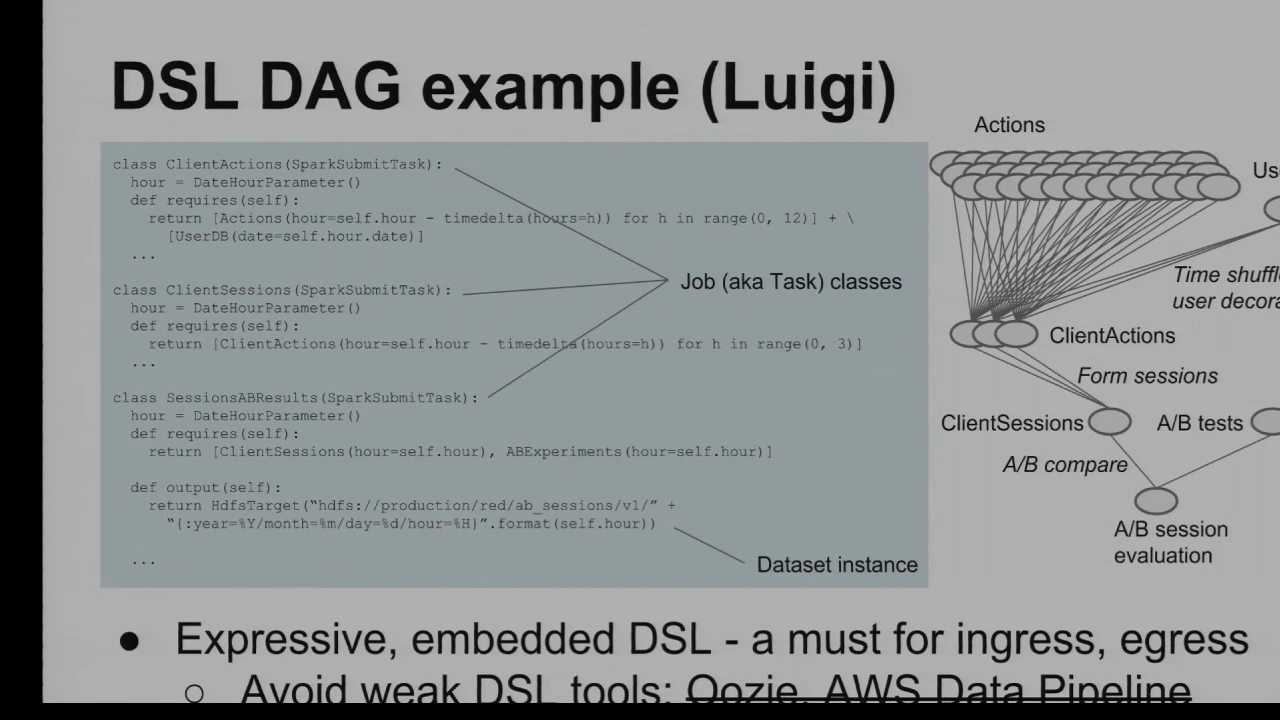 DSL DAG example (Luigi)
class ClientActions(SparkSubmitTask):
hour = DateHourParameter()
def requires(self):
return [Actions(hour=self.hour - timedelta(hours=h)) for h in range(0, 12)] + \
[UserDB(date=self.hour.date)]
...
class ClientSessions(SparkSubmitTask):
hour = DateHourParameter()
def requires(self):
return [ClientActions(hour=self.hour - timedelta(hours=h)) for h in range(0, 3)]
...
class SessionsABResults(SparkSubmitTask):
hour = DateHourParameter()
def requires(self):
return [ClientSessions(hour=self.hour), ABExperiments(hour=self.hour)]
def output(self):
return HdfsTarget(“hdfs://production/red/ab_sessions/v1/” +
“{:year=%Y/month=%m/day=%d/hour=%H}”.format(self.hour))
...
Job (aka Task) classes
Dataset instance
Actions
Time
user
ClientActions
Form sessions
ClientSessions
A/B tests
A/B compare
A/B session
evaluation
● Expressive, embedded DSL - a must for ingress, egress
○ Avoid weak DSL tools: Oozie, AWS Data Pipeline